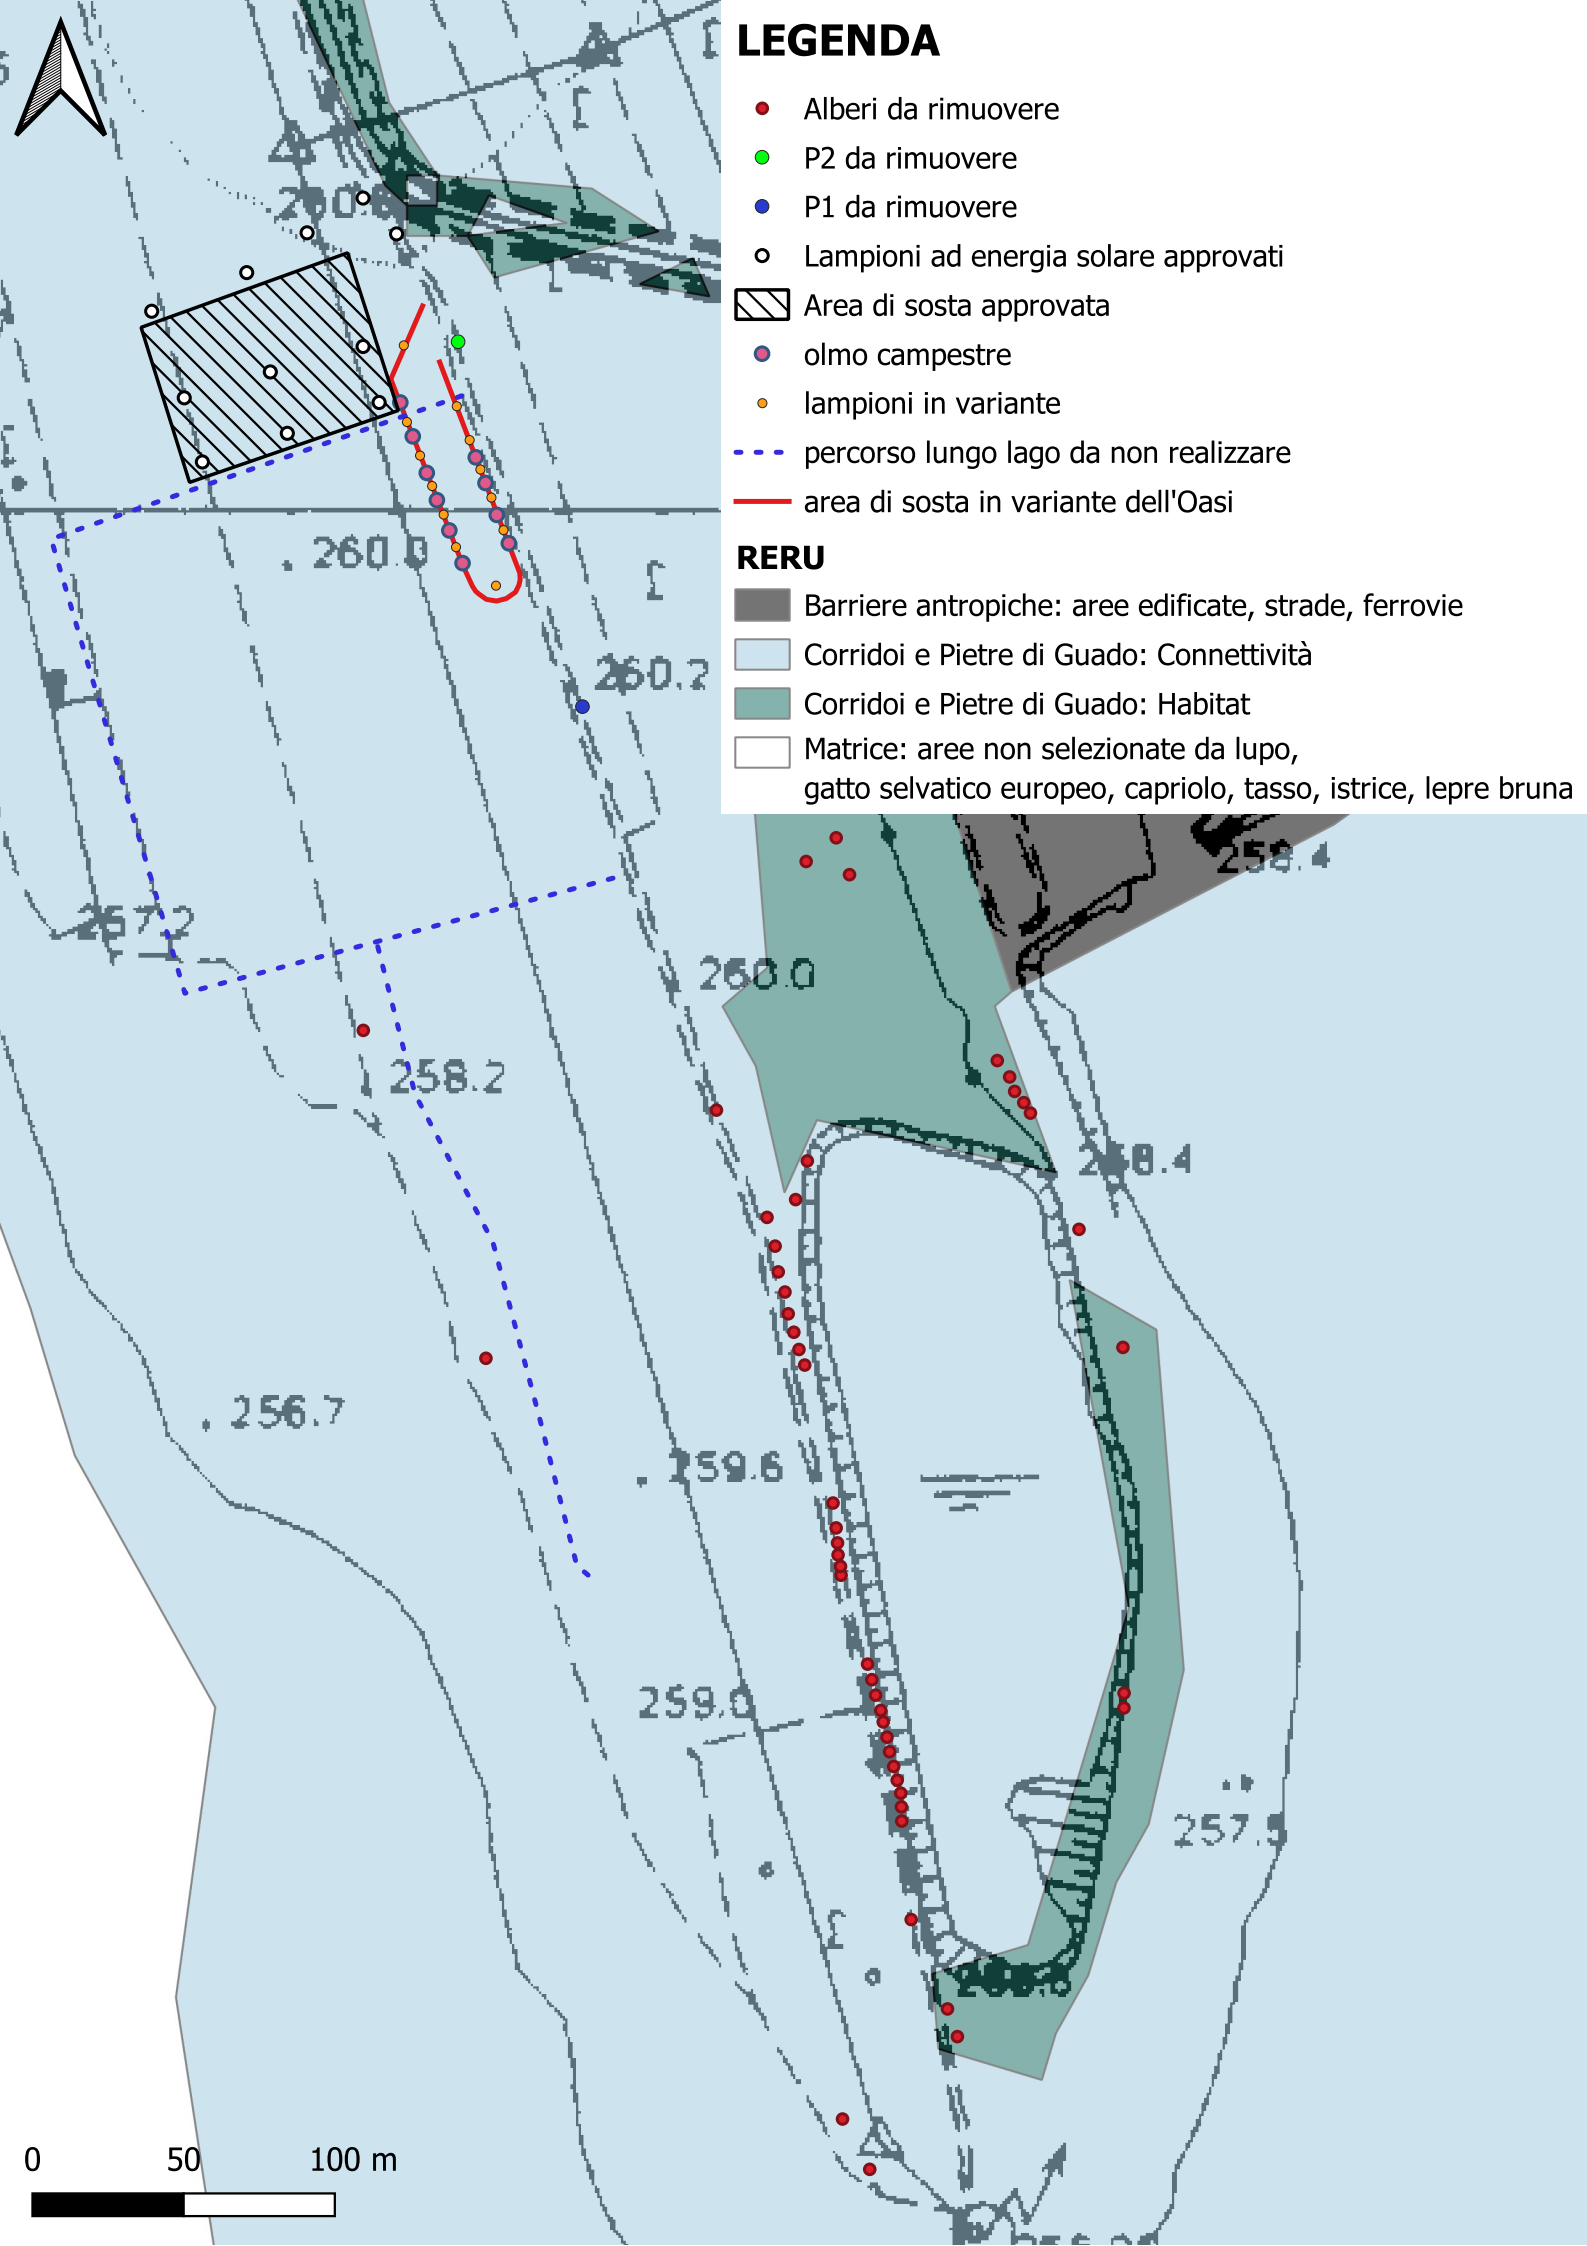 LEGENDA
Alberi da rimuovere
P2 da rimuovere
P1 da rimuovere
Lampioni ad energia solare approvati
Area di sosta approvata
olmo campestre
lampioni in variante
percorso lungo lago da non realizzare
area di sosta in variante dell'Oasi
RERU
Barriere antropiche: aree edificate, strade, ferrovie
Corridoi e Pietre di Guado: Connettività
Corridoi e Pietre di Guado: Habitat
Matrice: aree non selezionate da lupo,
gatto selvatico europeo, capriolo, tasso, istrice, lepre bruna
260.0
260.2
257.2
260.0
258.2
256.7
259.6
259.0
257.5
0 50 100 m